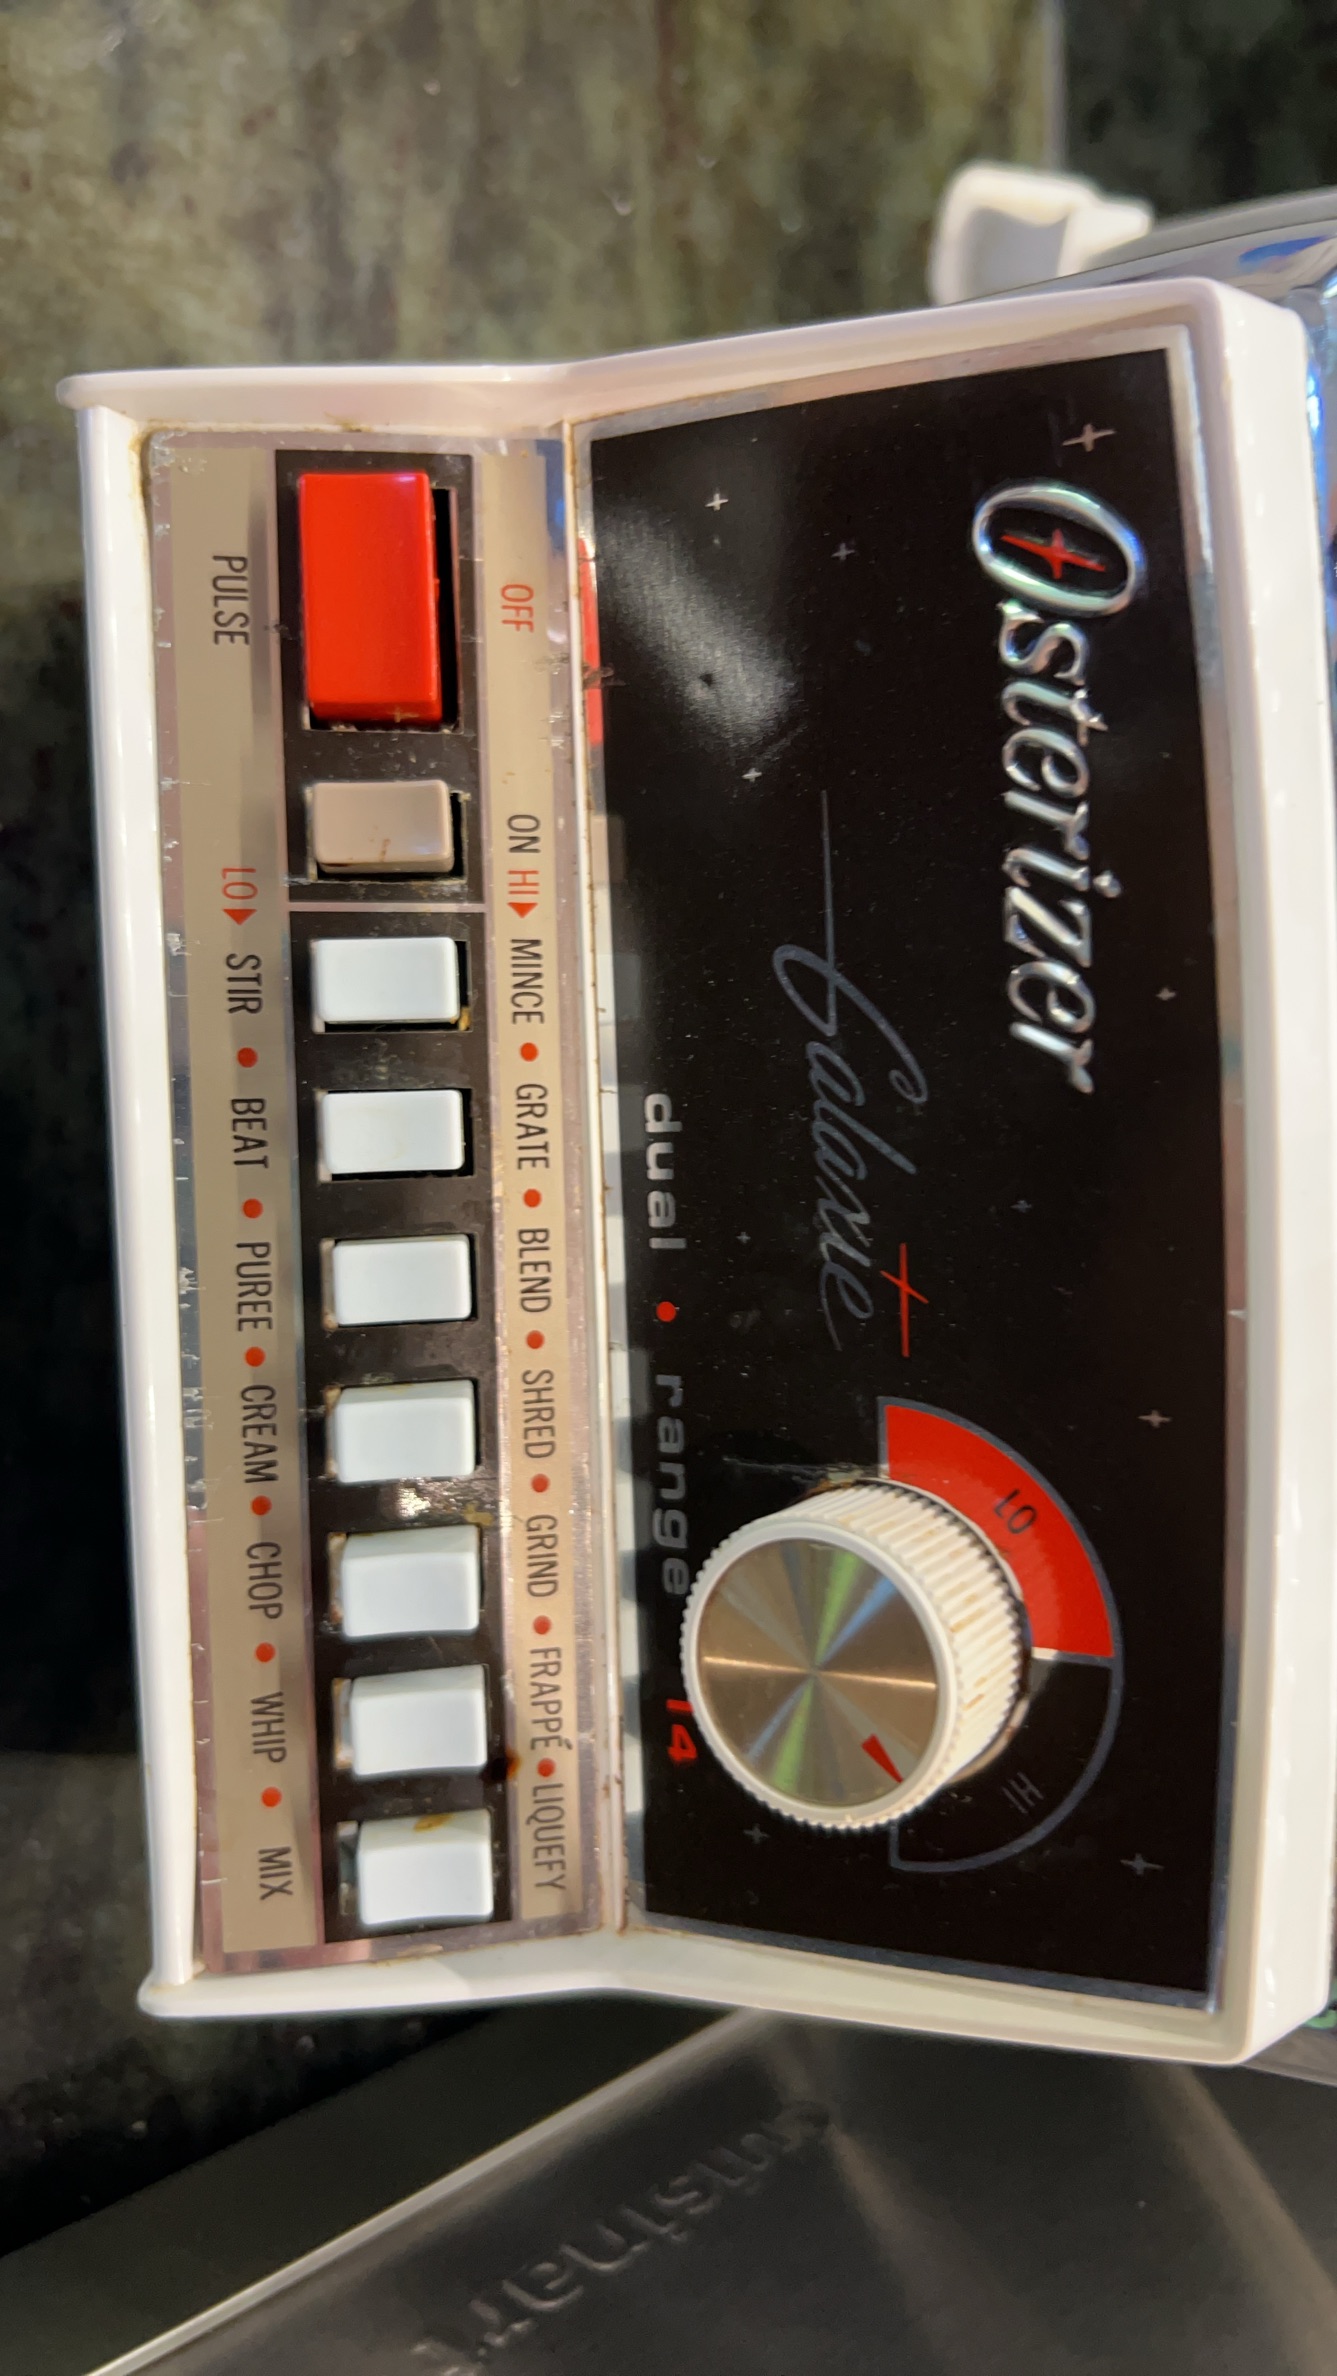 Osterizer
Galaxie
LO
HI
dual • range 14
OFF ON HI▶ MINCE • GRATE • BLEND • SHRED • GRIND • FRAPPÉ • LIQUEFY
PULSE LO▶ STIR • BEAT • PUREE • CREAM • CHOP • WHIP • MIX